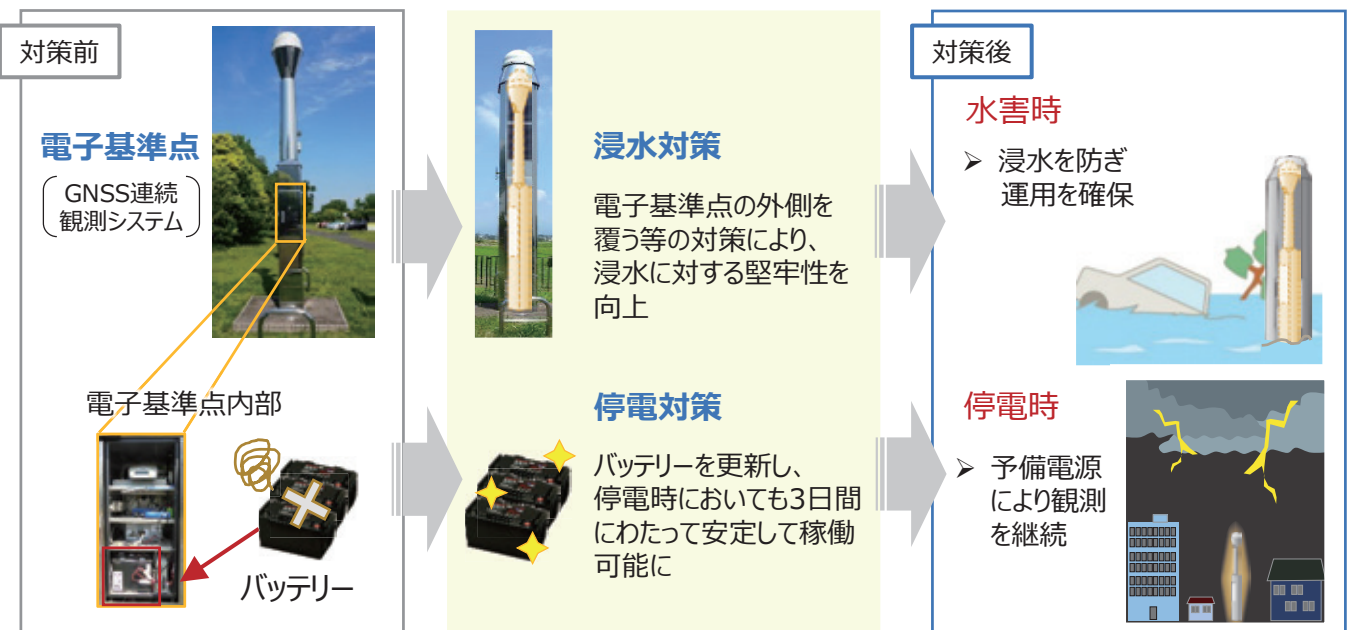 対策前
電子基準点
GNSS連続
観測システム
電子基準点内部
バッテリー
浸水対策
電子基準点の外側を
覆う等の対策により、
浸水に対する堅牢性を
向上
停電対策
バッテリーを更新し、
停電時においても3日間
にわたって安定して稼働
可能に
対策後
水害時
➢ 浸水を防ぎ
運用を確保
停電時
➢ 予備電源
により観測
を継続